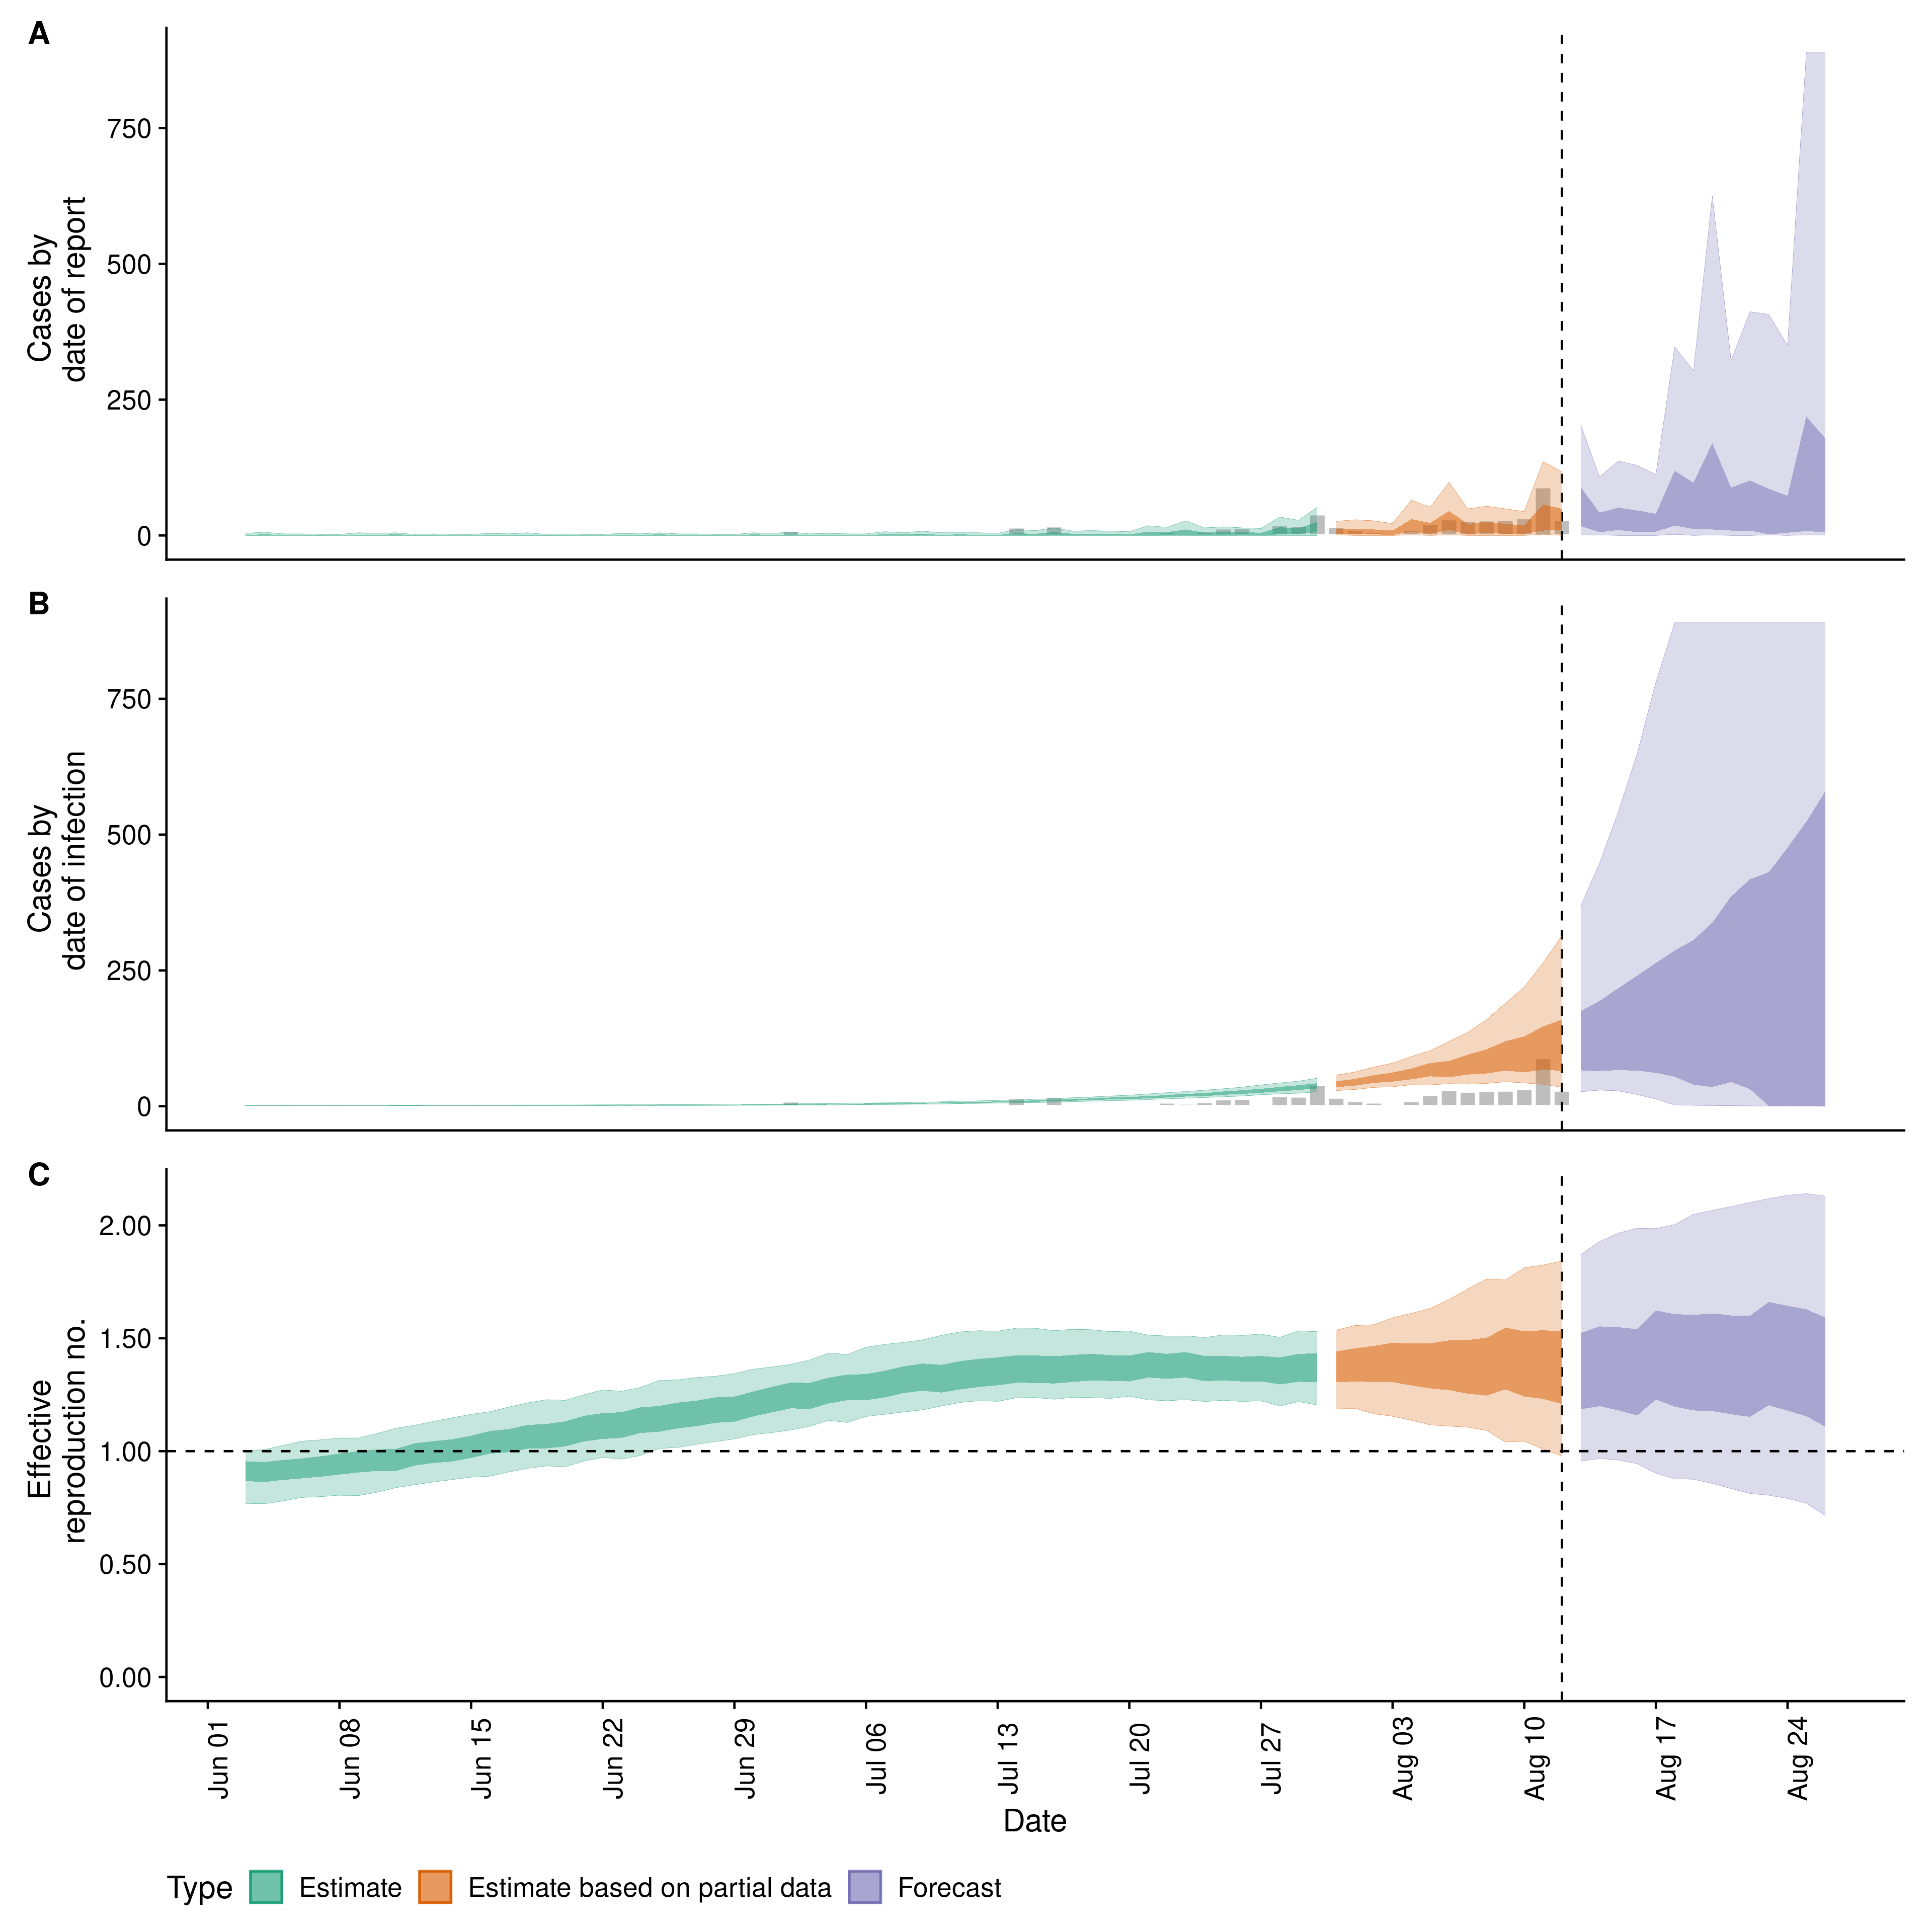 A
Cases by
date of report
750
500
250
0
B
Cases by
date of infection
750
500
250
0
C
Effective
reproduction no.
2.00
1.50
1.00
0.50
0.00
Jun 01
Jun 08
Jun 15
Jun 22
Jun 29
Jul 06
Jul 13
Jul 20
Jul 27
Aug 03
Aug 10
Aug 17
Aug 24
Date
Type
Estimate
Estimate based on partial data
Forecast